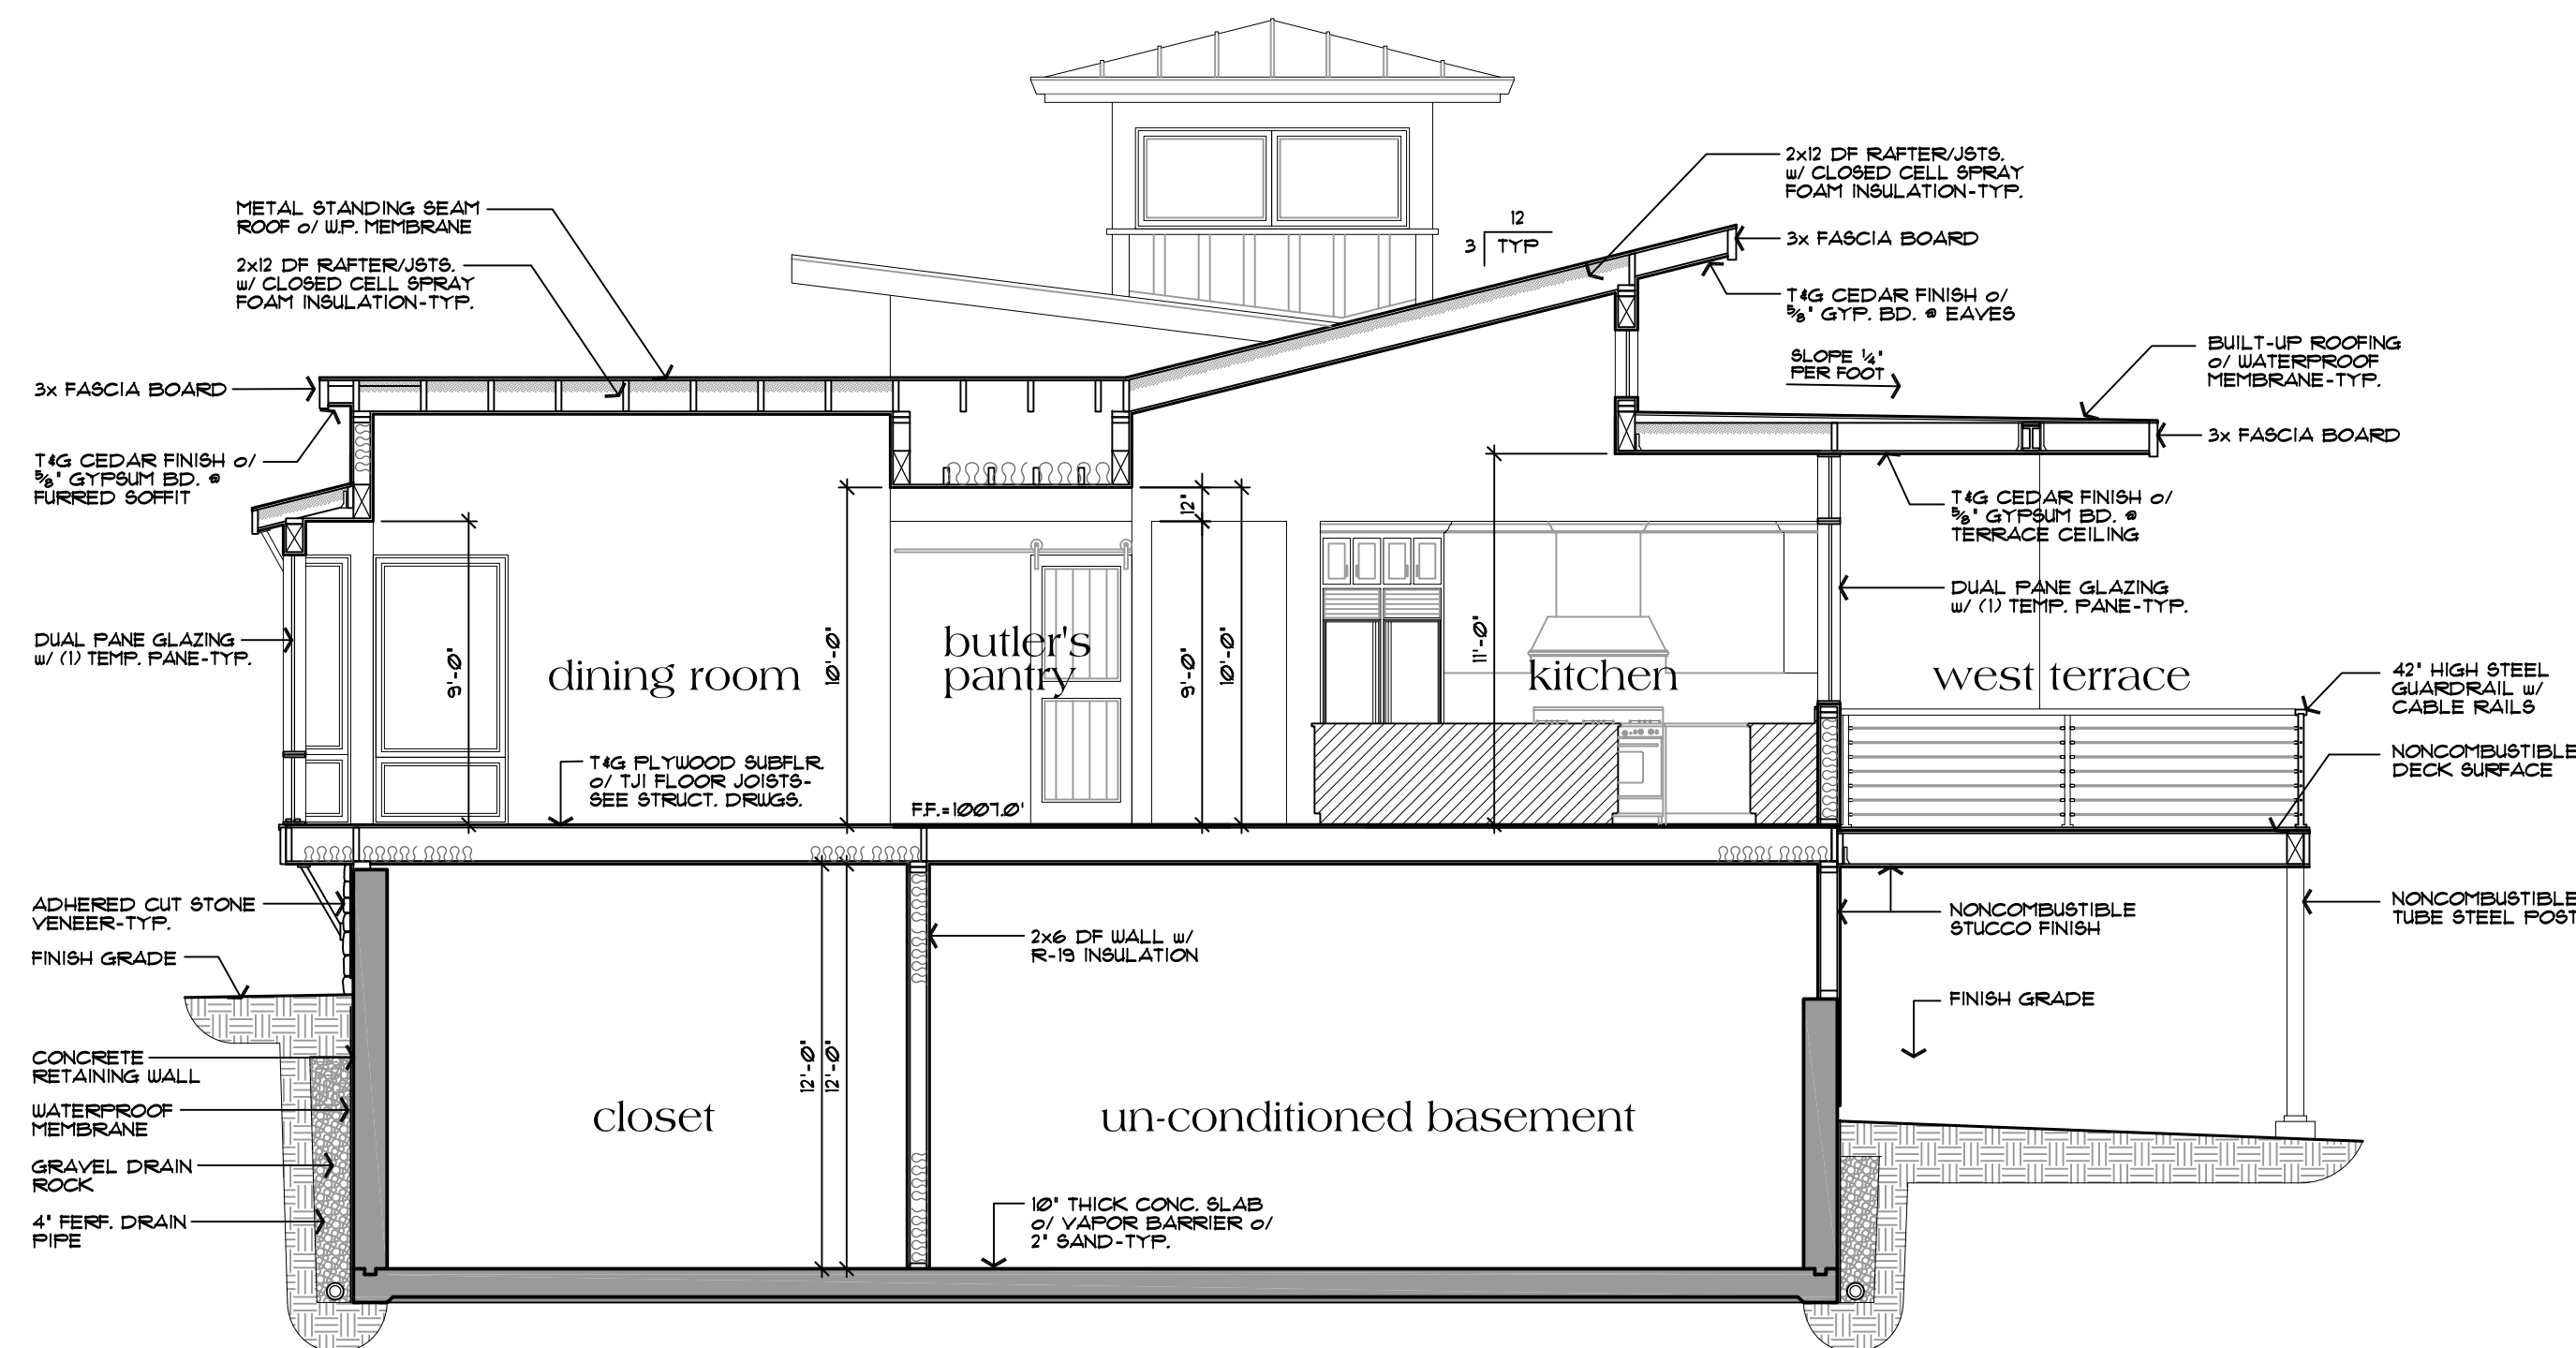 2x12 DF RAFTER/JSTS.
w/ CLOSED CELL SPRAY
FOAM INSULATION-TYP.
METAL STANDING SEAM
ROOF o/ W.P. MEMBRANE
12
3
TYP
3x FASCIA BOARD
2x12 DF RAFTER/JSTS.
w/ CLOSED CELL SPRAY
FOAM INSULATION-TYP.
T&G CEDAR FINISH o/
5/8" GYP. BD. @ EAVES
SLOPE 1/4"
PER FOOT
BUILT-UP ROOFING
o/ WATERPROOF
MEMBRANE-TYP.
3x FASCIA BOARD
3x FASCIA BOARD
T&G CEDAR FINISH o/
5/8" GYPSUM BD. @
FURRED SOFFIT
12"
T&G CEDAR FINISH o/
5/8" GYPSUM BD. @
TERRACE CEILING
DUAL PANE GLAZING
w/ (1) TEMP. PANE-TYP.
DUAL PANE GLAZING
w/ (1) TEMP. PANE-TYP.
9'-0"
dining room
10'-0"
butler's
pantry
9'-0"
10'-0"
11'-0"
kitchen
west terrace
42" HIGH STEEL
GUARDRAIL w/
CABLE RAILS
T&G PLYWOOD SUBFLR.
o/ TJI FLOOR JOISTS-
SEE STRUCT. DRWGS.
F.F.=1007.0'
NONCOMBUSTIBLE
DECK SURFACE
ADHERED CUT STONE
VENEER-TYP.
2x6 DF WALL w/
R-19 INSULATION
NONCOMBUSTIBLE
STUCCO FINISH
NONCOMBUSTIBLE
TUBE STEEL POST
FINISH GRADE
FINISH GRADE
CONCRETE
RETAINING WALL
12'-0"
12'-0"
WATERPROOF
MEMBRANE
closet
un-conditioned basement
GRAVEL DRAIN
ROCK
4" FERF. DRAIN
PIPE
10" THICK CONC. SLAB
o/ VAPOR BARRIER o/
2" SAND-TYP.